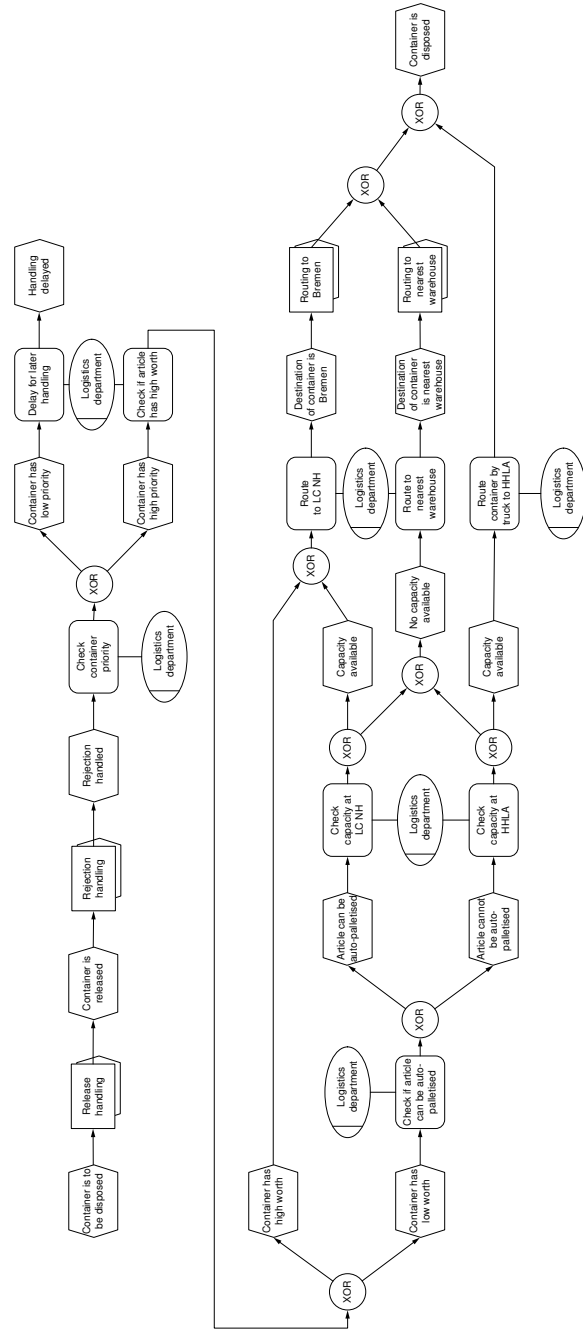 Container is to
be disposed
Release
handling
Container is
released
Rejection
handling
Rejection
handled
Check
container
priority
Logistics
department
XOR
Container has
low priority
Container has
high priority
Delay for later
handling
Logistics
department
Check if article
has high worth
Handling
delayed
XOR
Container has
high worth
Container has
low worth
Logistics
department
Check if article
can be auto-
palletised
XOR
Article can be
auto-palletised
Article cannot
be auto-
palletised
Check
capacity at
LC NH
Logistics
department
Check
capacity at
HHLA
XOR
XOR
Capacity
available
XOR
Capacity
available
XOR
No capacity
available
Route
to LC NH
Logistics
department
Route to
nearest
warehouse
Route
container by
truck to HHLA
Logistics
department
Destination
of container is
Bremen
Destination
of container
is nearest
warehouse
Routing to
Bremen
Routing to
nearest
warehouse
XOR
XOR
Container is
disposed